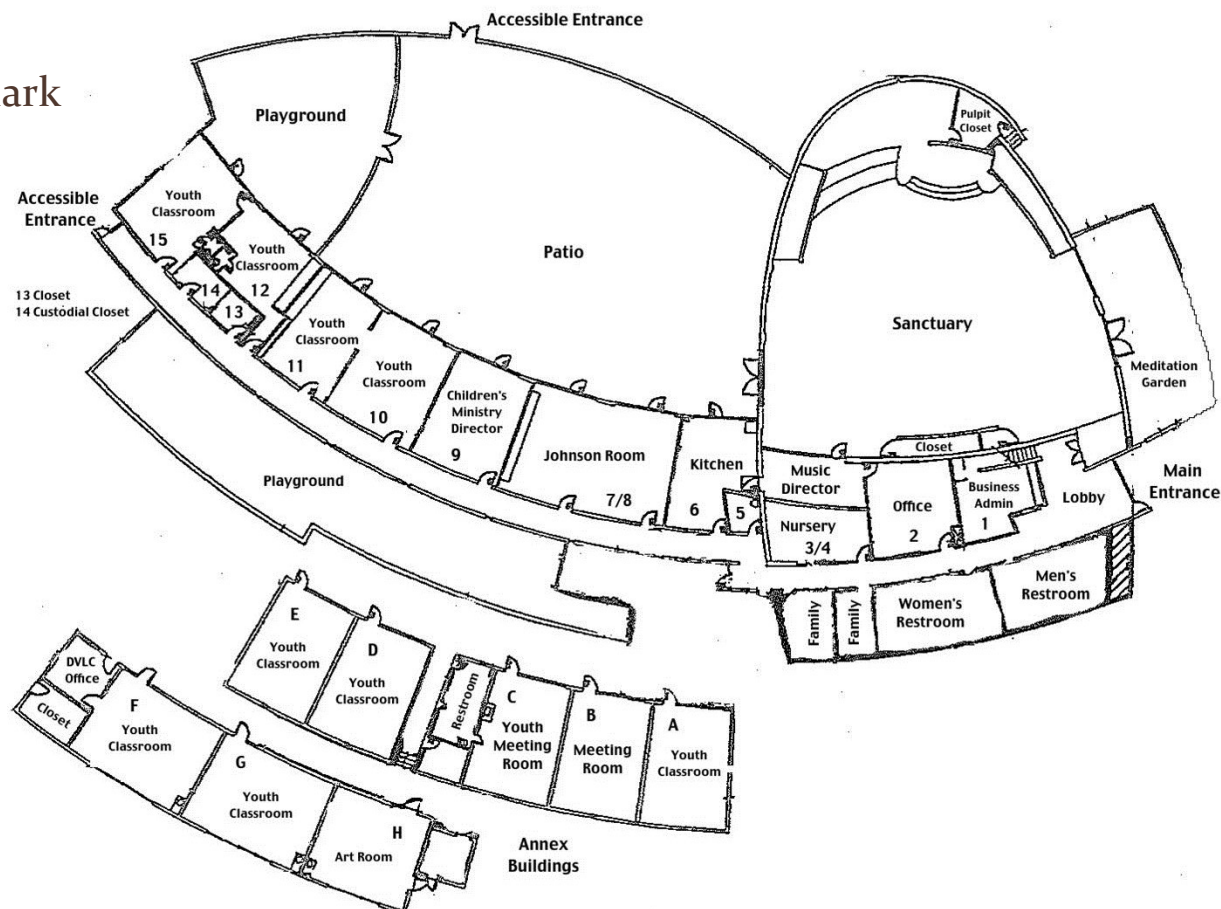 Accessible Entrance
ark
Playground
Pulpit
Closet
Accessible
Entrance
Youth
Classroom
15
Youth
Classroom
12
Patio
Sanctuary
Meditation
Garden
13 Closet
14 Custodial Closet
14
13
Youth
Classroom
11
Youth
Classroom
10
Children's
Ministry
Director
9
Johnson Room
7/8
Kitchen
6
5
Music
Director
Nursery
3/4
Closet
Office
2
Business
Admin
1
Lobby
Main
Entrance
Playground
Family
Family
Women's
Restroom
Men's
Restroom
E
Youth
Classroom
D
Youth
Classroom
Restroom
C
Youth
Meeting
Room
B
Meeting
Room
A
Youth
Classroom
DVLC
Office
Closet
F
Youth
Classroom
G
Youth
Classroom
H
Art Room
Annex
Buildings